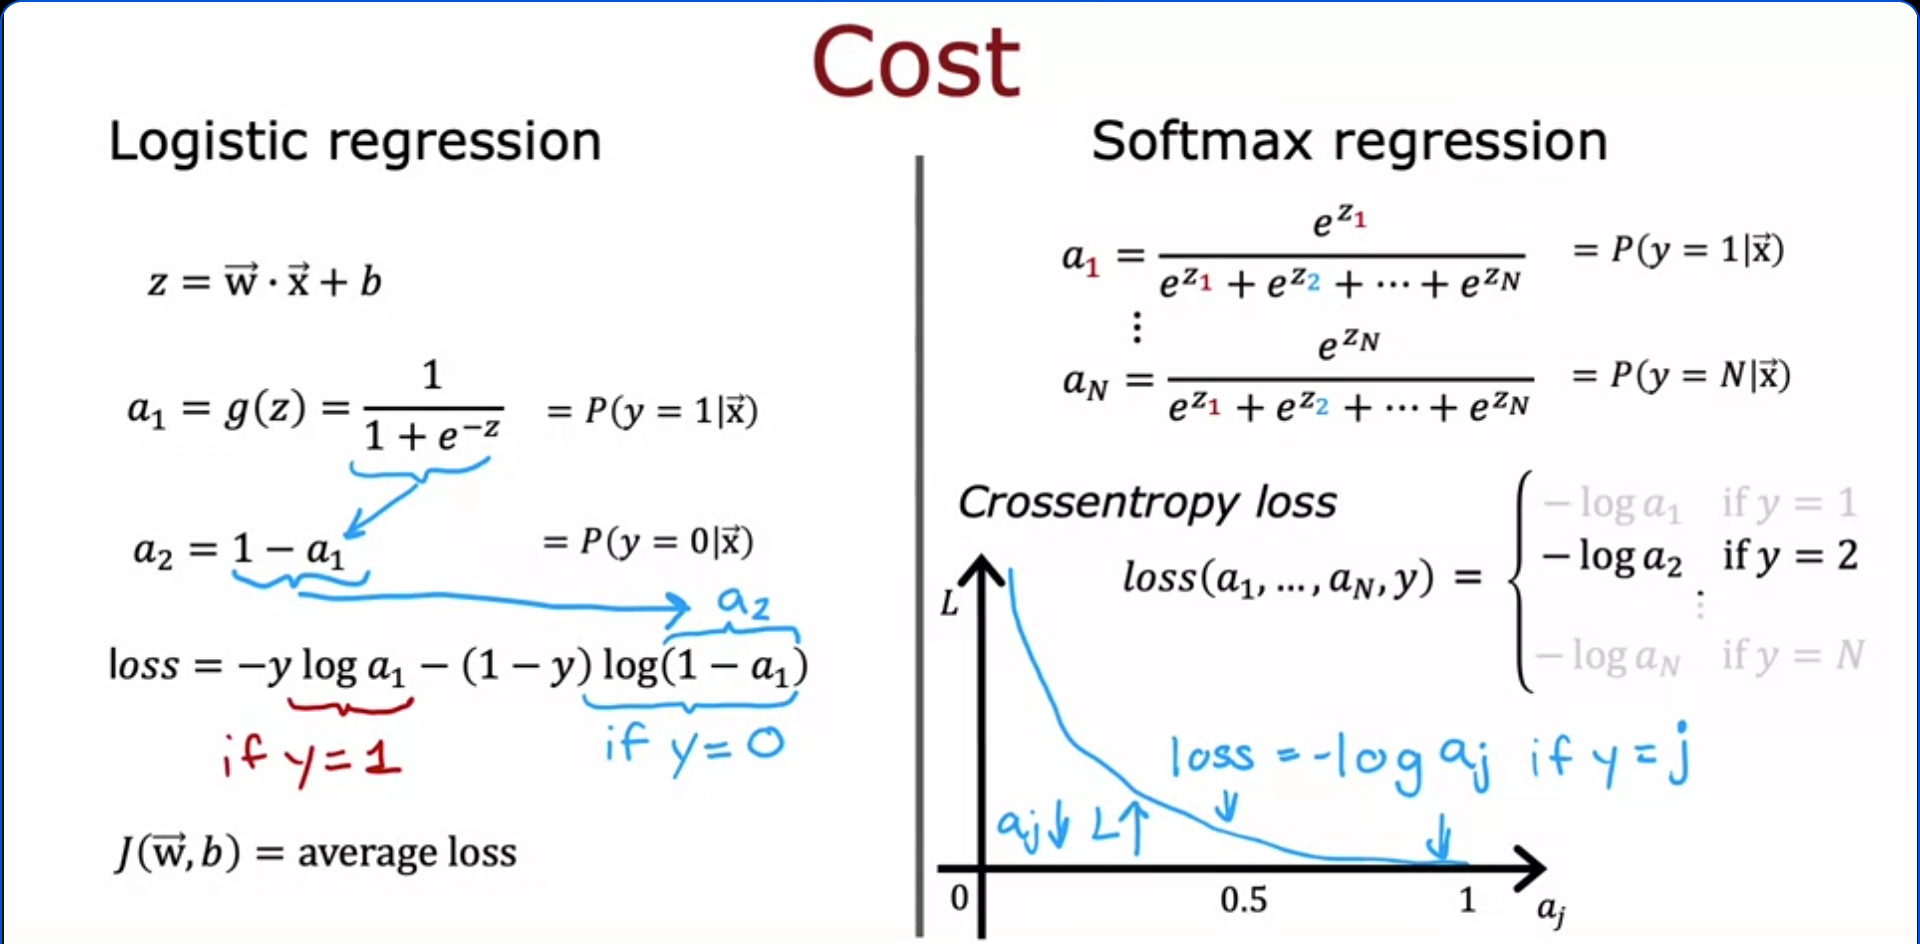 Cost
Logistic regression
z = w⃗ · x⃗ + b
a₁ = g(z) = 1 / (1 + e^{−z}) = P(y = 1|x⃗)
a₂ = 1 − a₁ = P(y = 0|x⃗)
a₂
loss = −y log a₁ − (1 − y) log(1 − a₁)
if y=1
if y=0
J(w⃗, b) = average loss
Softmax regression
a₁ = e^{z₁} / (e^{z₁} + e^{z₂} + ⋯ + e^{z_N}) = P(y = 1|x⃗)
⋮
a_N = e^{z_N} / (e^{z₁} + e^{z₂} + ⋯ + e^{z_N}) = P(y = N|x⃗)
Crossentropy loss
loss(a₁, …, a_N, y) = {
− log a₁ if y = 1
− log a₂ if y = 2
⋮
− log a_N if y = N
L
loss = -log aj if y = j
aj↓ L↑
0 0.5 1 a_j